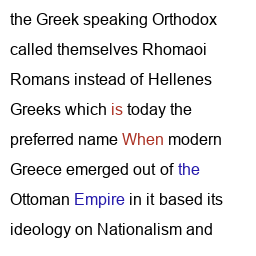 the Greek speaking Orthodox
called themselves Rhomaoi
Romans instead of Hellenes
Greeks which is today the
preferred name When modern
Greece emerged out of the
Ottoman Empire in it based its
ideology on Nationalism and